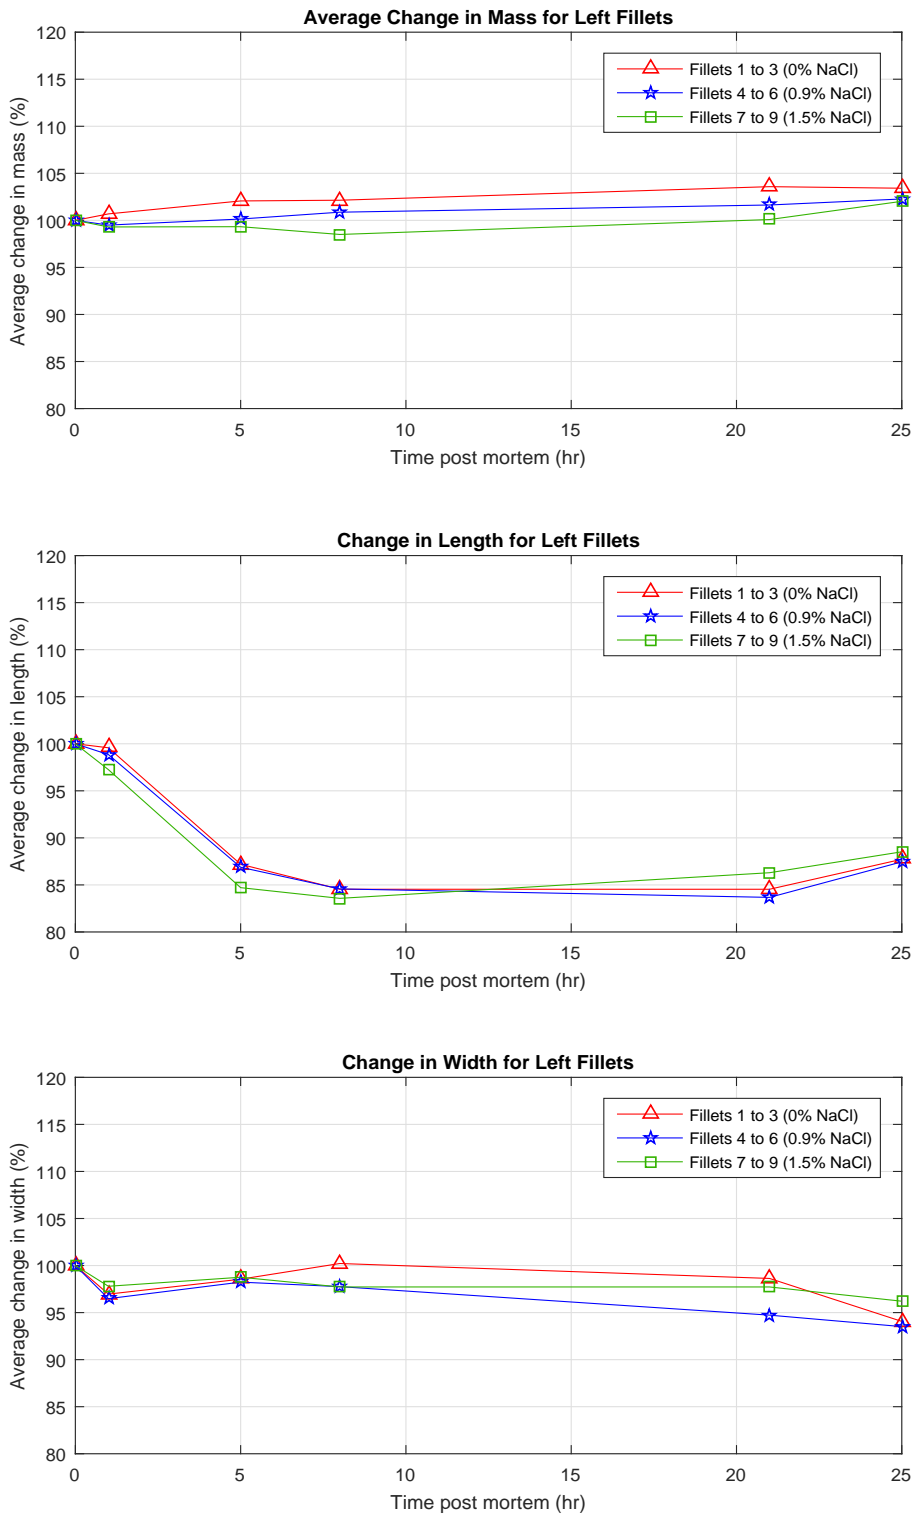 Average Change in Mass for Left Fillets
120
115
110
105
100
95
90
85
80
Average change in mass (%)
Fillets 1 to 3 (0% NaCl)
Fillets 4 to 6 (0.9% NaCl)
Fillets 7 to 9 (1.5% NaCl)
0 5 10 15 20 25
Time post mortem (hr)
Change in Length for Left Fillets
120
115
110
105
100
95
90
85
80
Average change in length (%)
Fillets 1 to 3 (0% NaCl)
Fillets 4 to 6 (0.9% NaCl)
Fillets 7 to 9 (1.5% NaCl)
0 5 10 15 20 25
Time post mortem (hr)
Change in Width for Left Fillets
120
115
110
105
100
95
90
85
80
Average change in width (%)
Fillets 1 to 3 (0% NaCl)
Fillets 4 to 6 (0.9% NaCl)
Fillets 7 to 9 (1.5% NaCl)
0 5 10 15 20 25
Time post mortem (hr)